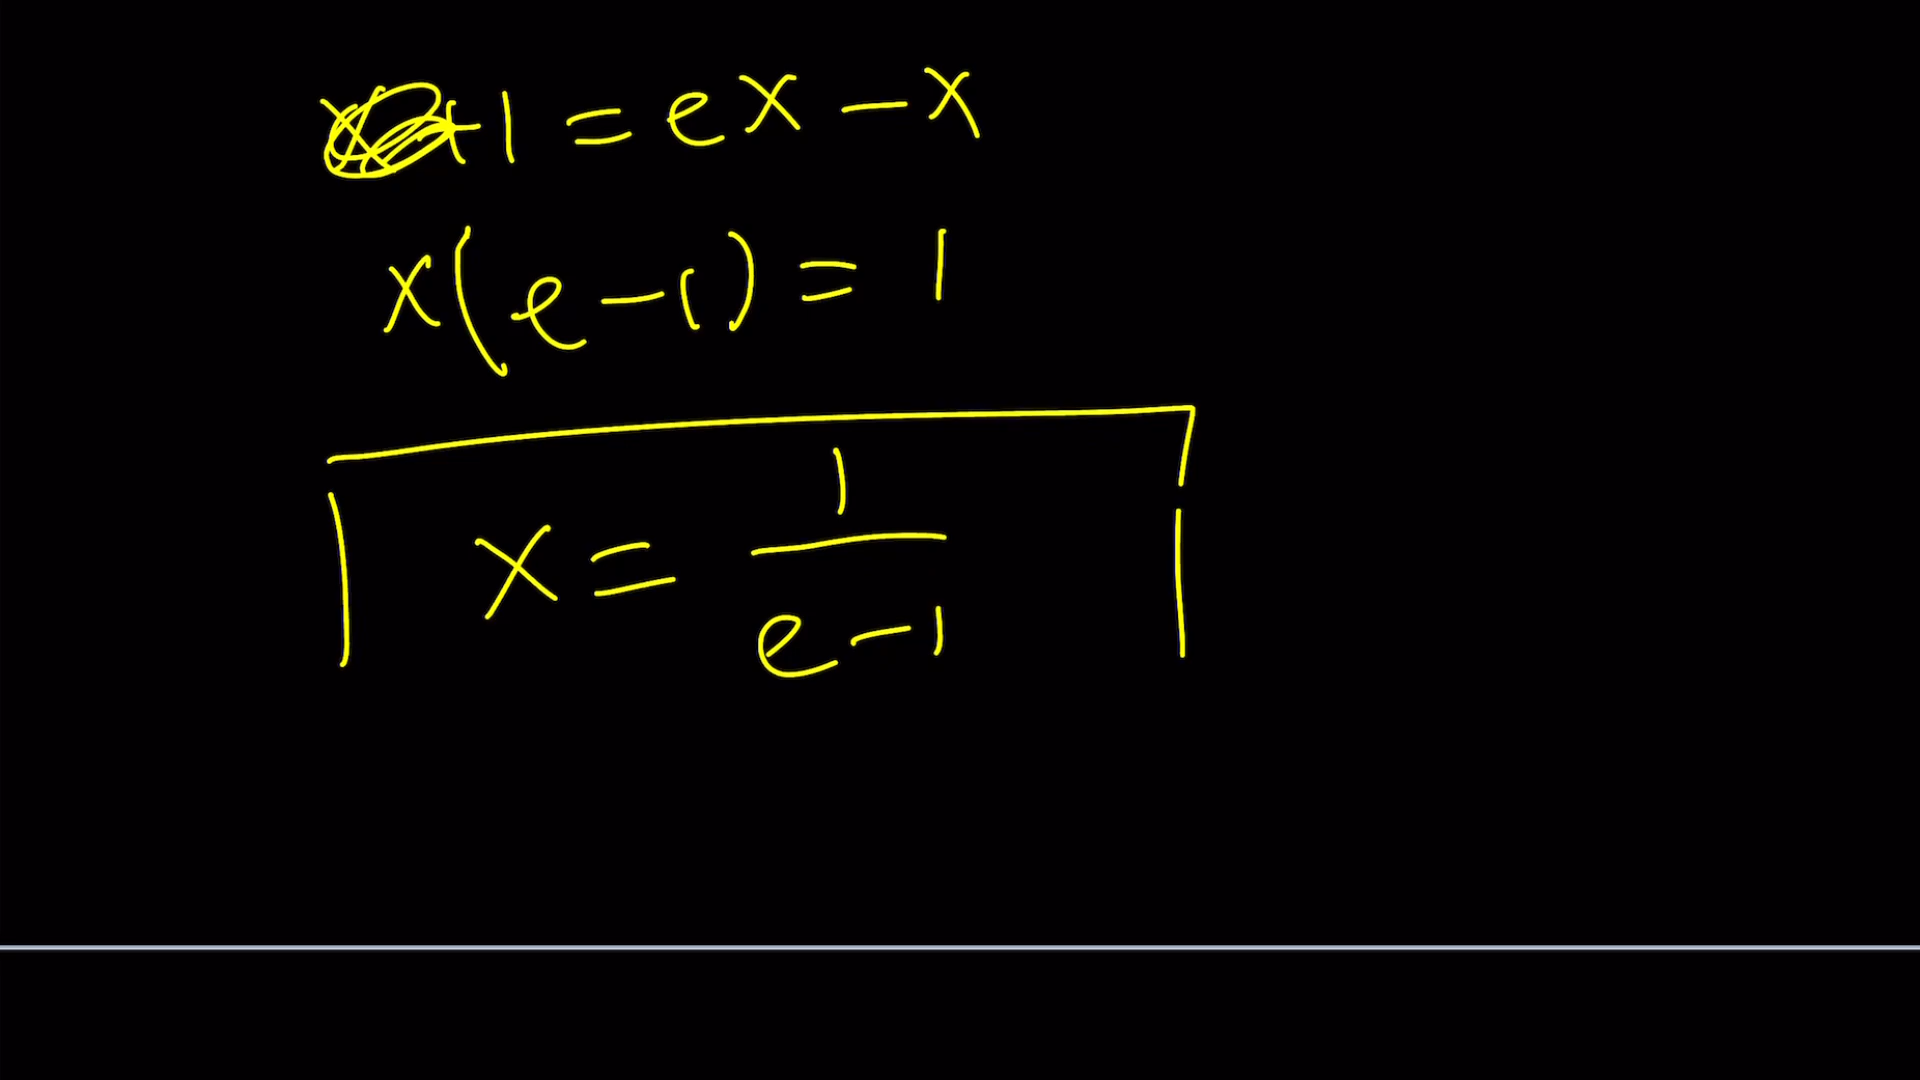 +1 = ex - x
x(e-1) = 1
x = 1/(e-1)